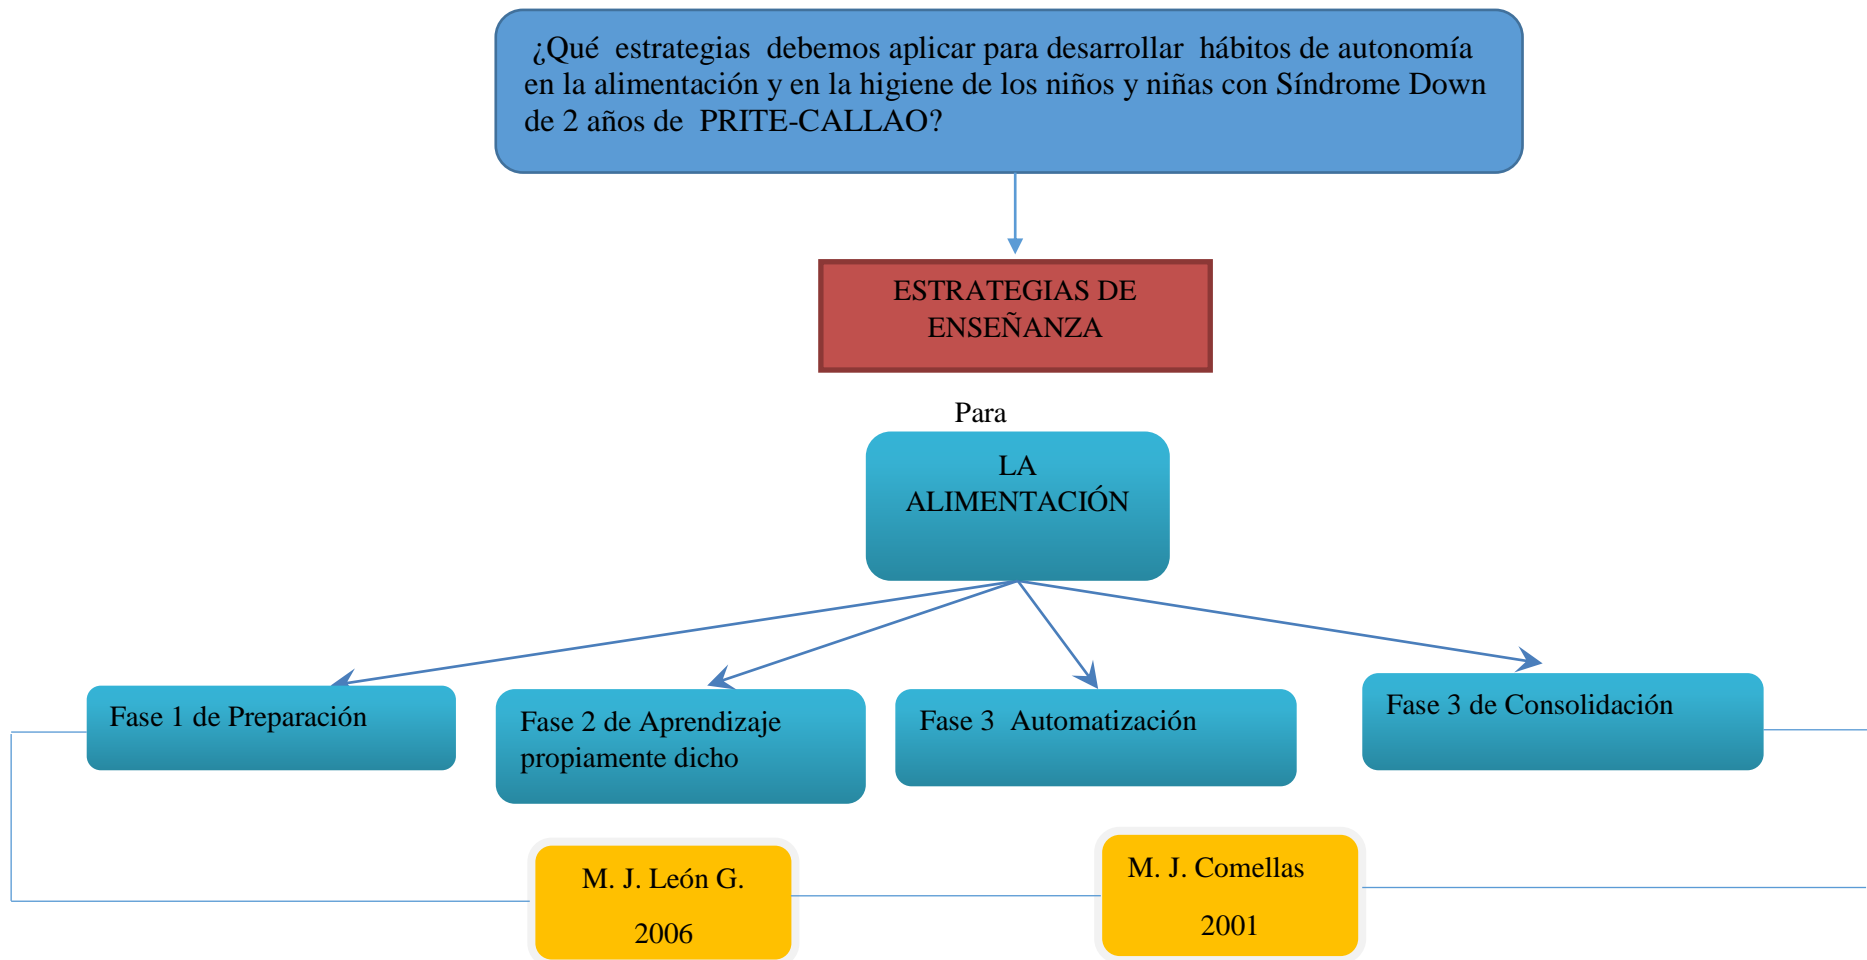 ¿Qué estrategias debemos aplicar para desarrollar hábitos de autonomía
en la alimentación y en la higiene de los niños y niñas con Síndrome Down
de 2 años de PRITE-CALLAO?
ESTRATEGIAS DE
ENSEÑANZA
Para
LA
ALIMENTACIÓN
Fase 1 de Preparación
Fase 2 de Aprendizaje
propiamente dicho
Fase 3 Automatización
Fase 3 de Consolidación
M. J. León G.
2006
M. J. Comellas
2001